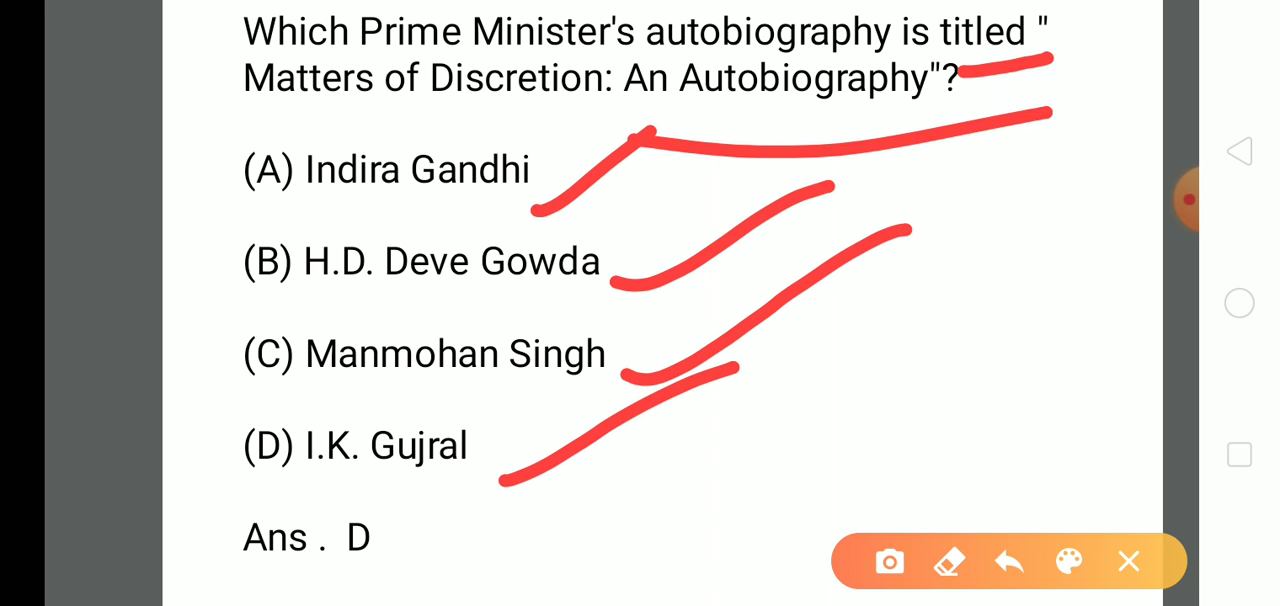 Which Prime Minister's autobiography is titled "
Matters of Discretion: An Autobiography"?
(A) Indira Gandhi
(B) H.D. Deve Gowda
(C) Manmohan Singh
(D) I.K. Gujral
Ans . D